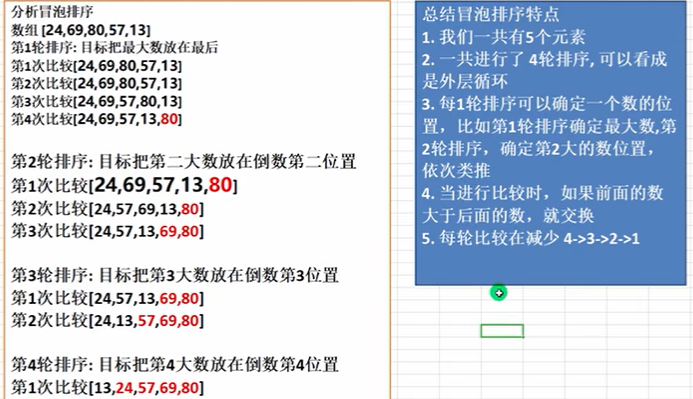 分析冒泡排序
数组 [24,69,80,57,13]
第1轮排序: 目标把最大数放在最后
第1次比较[24,69,80,57,13]
第2次比较[24,69,80,57,13]
第3次比较[24,69,57,80,13]
第4次比较[24,69,57,13,80]
第2轮排序: 目标把第二大数放在倒数第二位置
第1次比较[24,69,57,13,80]
第2次比较[24,57,69,13,80]
第3次比较[24,57,13,69,80]
第3轮排序: 目标把第3大数放在倒数第3位置
第1次比较[24,57,13,69,80]
第2次比较[24,13,57,69,80]
第4轮排序: 目标把第4大数放在倒数第4位置
第1次比较[13,24,57,69,80]
总结冒泡排序特点
1. 我们一共有5个元素
2. 一共进行了 4轮排序, 可以看成
是外层循环
3. 每1轮排序可以确定一个数的位
置，比如第1轮排序确定最大数,第
2轮排序，确定第2大的数位置，
依次类推
4. 当进行比较时，如果前面的数
大于后面的数，就交换
5. 每轮比较在减少 4->3->2->1